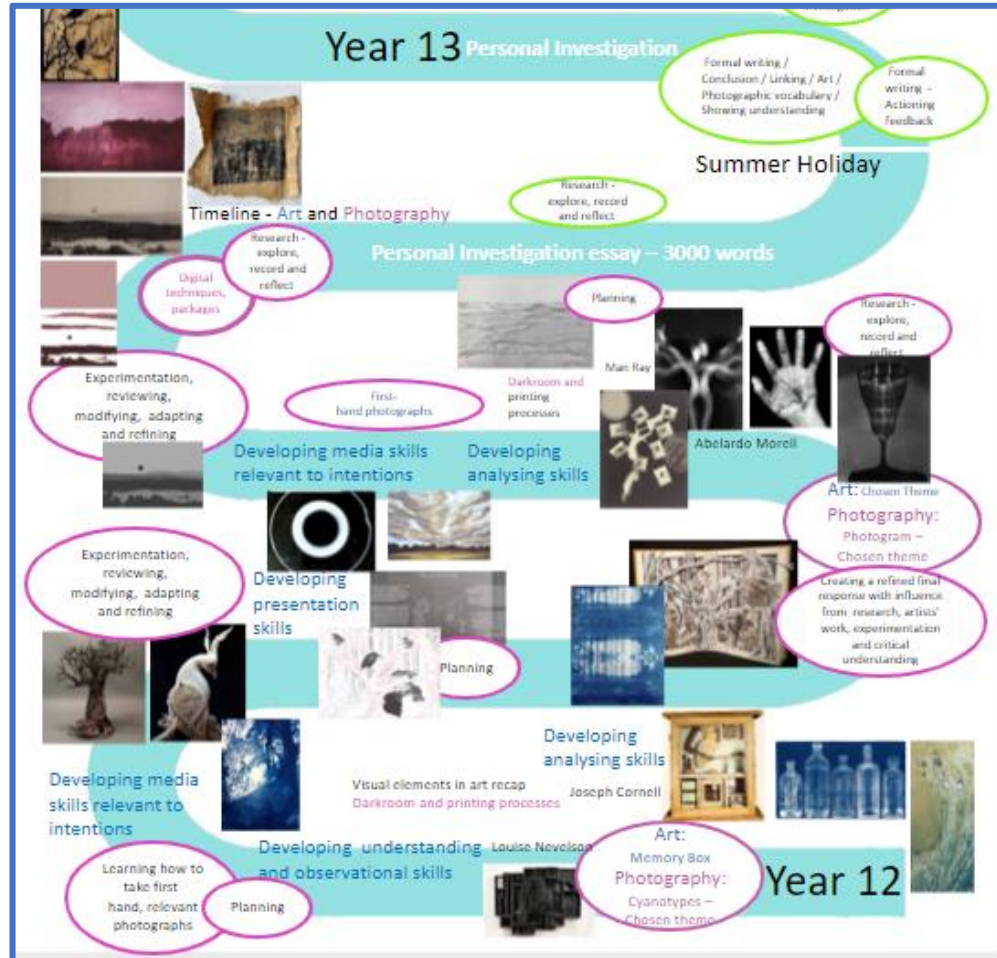 Year 13 Personal Investigation
Formal writing /
Conclusion / Linking / Art /
Photographic vocabulary /
Showing understanding
Formal
writing –
Actioning
feedback
Summer Holiday
Research -
explore, record
and reflect
Timeline - Art and Photography
Research -
explore,
record and
reflect
Personal Investigation essay – 3000 words
Digital
techniques,
packages
Planning
Research -
explore,
record and
reflect
Man Ray
Experimentation,
reviewing,
modifying, adapting
and refining
First-
hand photographs
Darkroom and
printing
processes
Abelardo Morell
Developing media skills
relevant to intentions
Developing
analysing skills
Art: Chosen Theme
Photography:
Photogram –
Chosen theme
Experimentation,
reviewing,
modifying, adapting
and refining
Developing
presentation
skills
Creating a refined final
response with influence
from research, artists'
work, experimentation
and critical
understanding
Planning
Developing
analysing skills
Developing media
skills relevant to
intentions
Visual elements in art recap
Darkroom and printing processes
Joseph Cornell
Developing understanding
and observational skills
Louise Nevelson
Art:
Memory Box
Photography:
Cyanotypes –
Chosen theme
Year 12
Learning how to
take first
hand, relevant
photographs
Planning